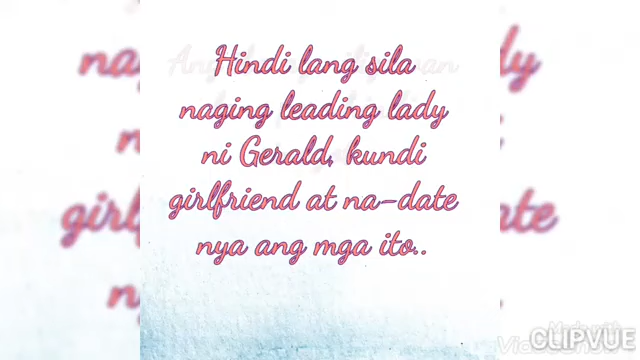 Hindi lang sila
naging leading lady
ni Gerald, kundi
girlfriend at na-date
nya ang mga ito..
CLIPVUE